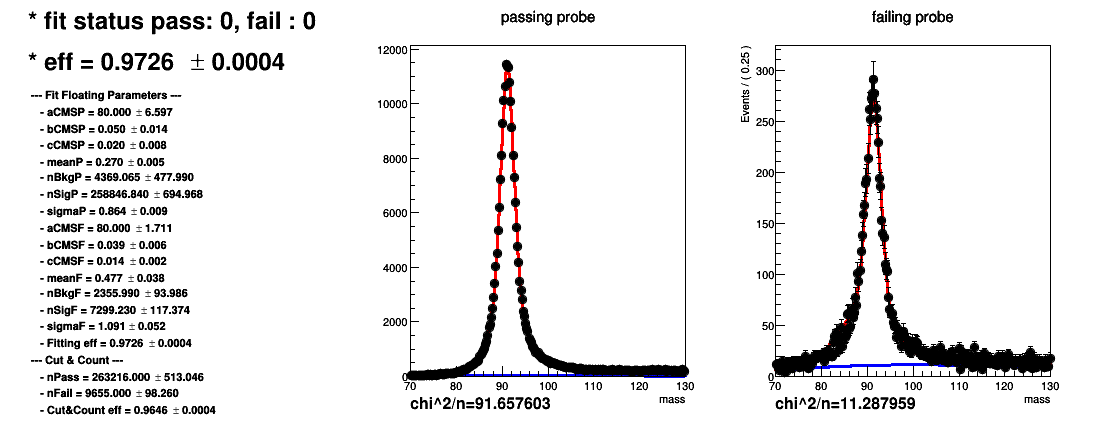 * fit status pass: 0, fail : 0
* eff = 0.9726 ± 0.0004
--- Fit Floating Parameters ---
- aCMSP = 80.000 ± 6.597
- bCMSP = 0.050 ± 0.014
- cCMSP = 0.020 ± 0.008
- meanP = 0.270 ± 0.005
- nBkgP = 4369.065 ± 477.990
- nSigP = 258846.840 ± 694.968
- sigmaP = 0.864 ± 0.009
- aCMSF = 80.000 ± 1.711
- bCMSF = 0.039 ± 0.006
- cCMSF = 0.014 ± 0.002
- meanF = 0.477 ± 0.038
- nBkgF = 2355.990 ± 93.986
- nSigF = 7299.230 ± 117.374
- sigmaF = 1.091 ± 0.052
- Fitting eff = 0.9726 ± 0.0004
--- Cut & Count ---
- nPass = 263216.000 ± 513.046
- nFail = 9655.000 ± 98.260
- Cut&Count eff = 0.9646 ± 0.0004
passing probe
12000
10000
8000
6000
4000
2000
0
70 80 90 100 110 120 130
mass
chi^2/n=91.657603
failing probe
Events / ( 0.25 )
300
250
200
150
100
50
0
70 80 90 100 110 120 130
mass
chi^2/n=11.287959